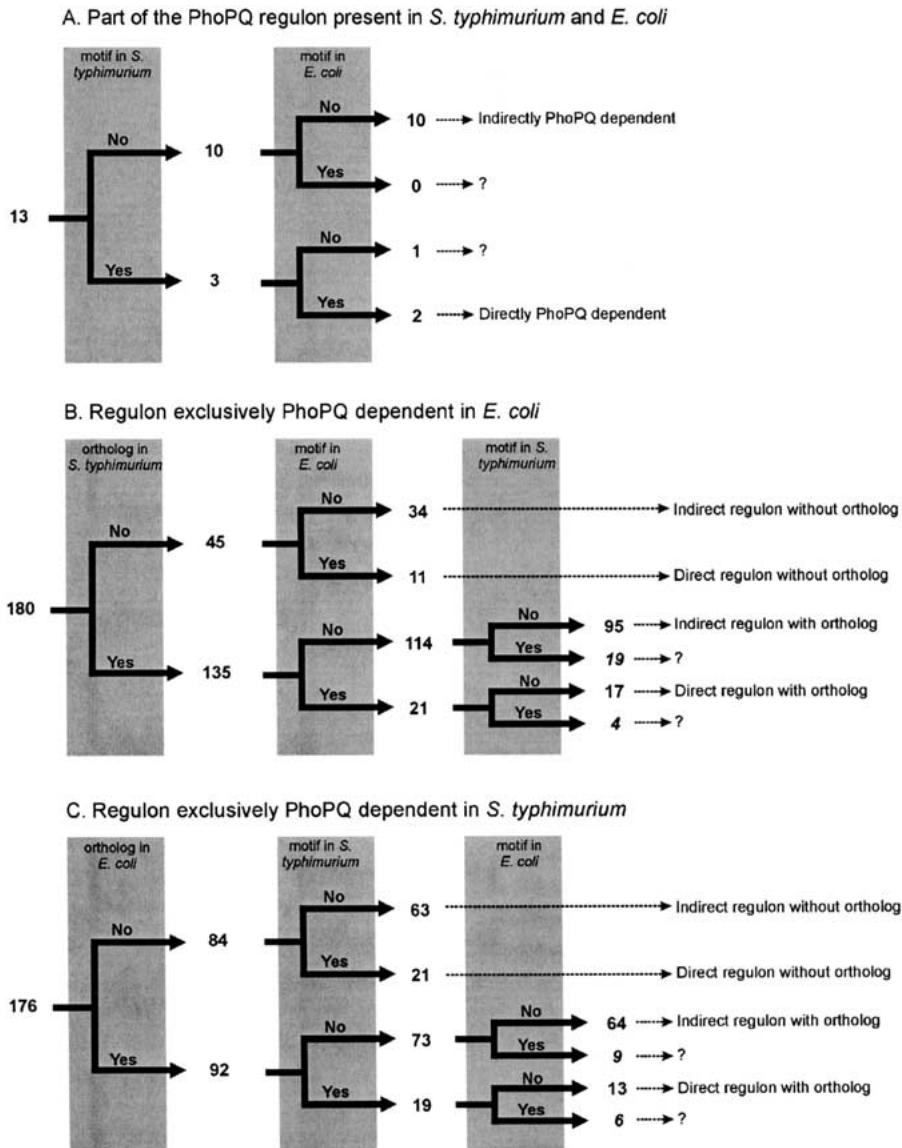 A. Part of the PhoPQ regulon present in S. typhimurium and E. coli
motif in S.
typhimurium
motif in
E. coli
No
10
Indirectly PhoPQ dependent
No
10
Yes
0
?
13
No
1
?
Yes
3
Yes
2
Directly PhoPQ dependent
B. Regulon exclusively PhoPQ dependent in E. coli
ortholog in
S. typhimurium
motif in
E. coli
motif in S.
typhimurium
No
34
Indirect regulon without ortholog
No
45
Yes
11
Direct regulon without ortholog
180
No
95
Indirect regulon with ortholog
No
114
Yes
19
?
Yes
135
No
17
Direct regulon with ortholog
Yes
21
Yes
4
?
C. Regulon exclusively PhoPQ dependent in S. typhimurium
ortholog in
E. coli
motif in S.
typhimurium
motif in
E. coli
No
63
Indirect regulon without ortholog
No
84
Yes
21
Direct regulon without ortholog
176
No
64
Indirect regulon with ortholog
No
73
Yes
9
?
Yes
92
No
13
Direct regulon with ortholog
Yes
19
Yes
6
?